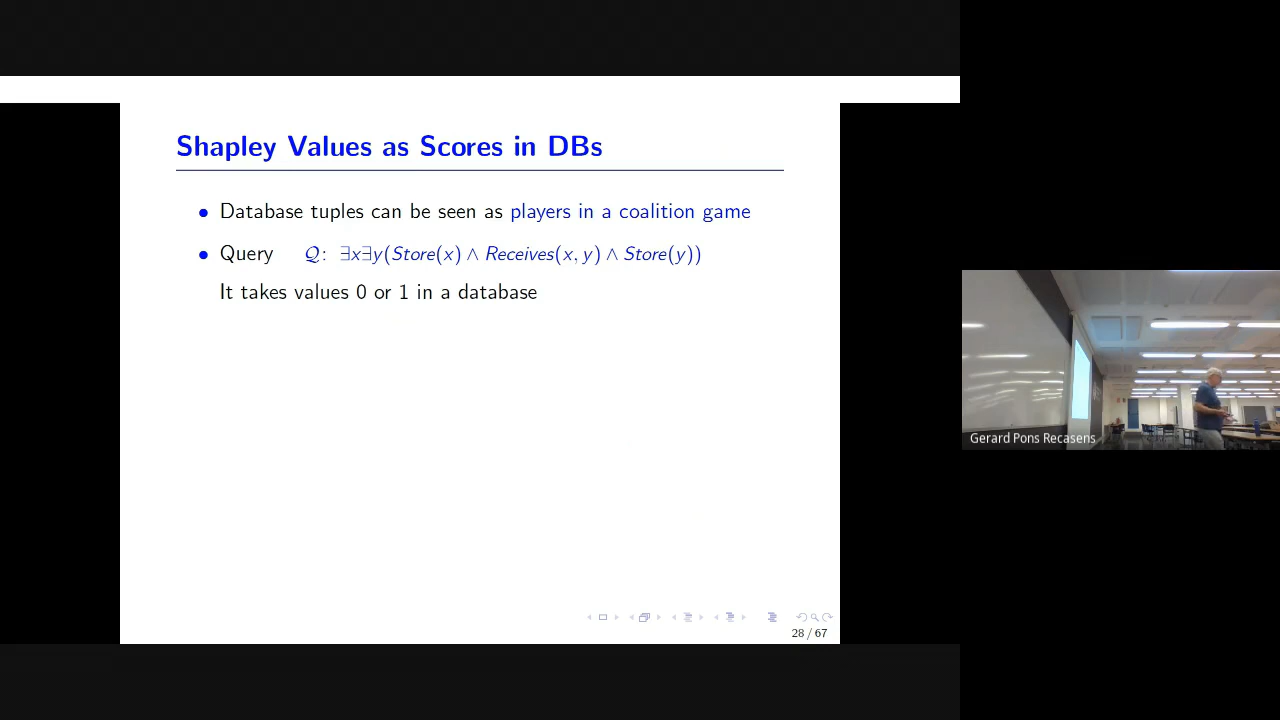 Shapley Values as Scores in DBs
• Database tuples can be seen as players in a coalition game
• Query 𝒬: ∃x∃y(Store(x) ∧ Receives(x, y) ∧ Store(y))
It takes values 0 or 1 in a database
28 / 67
Gerard Pons Recasens